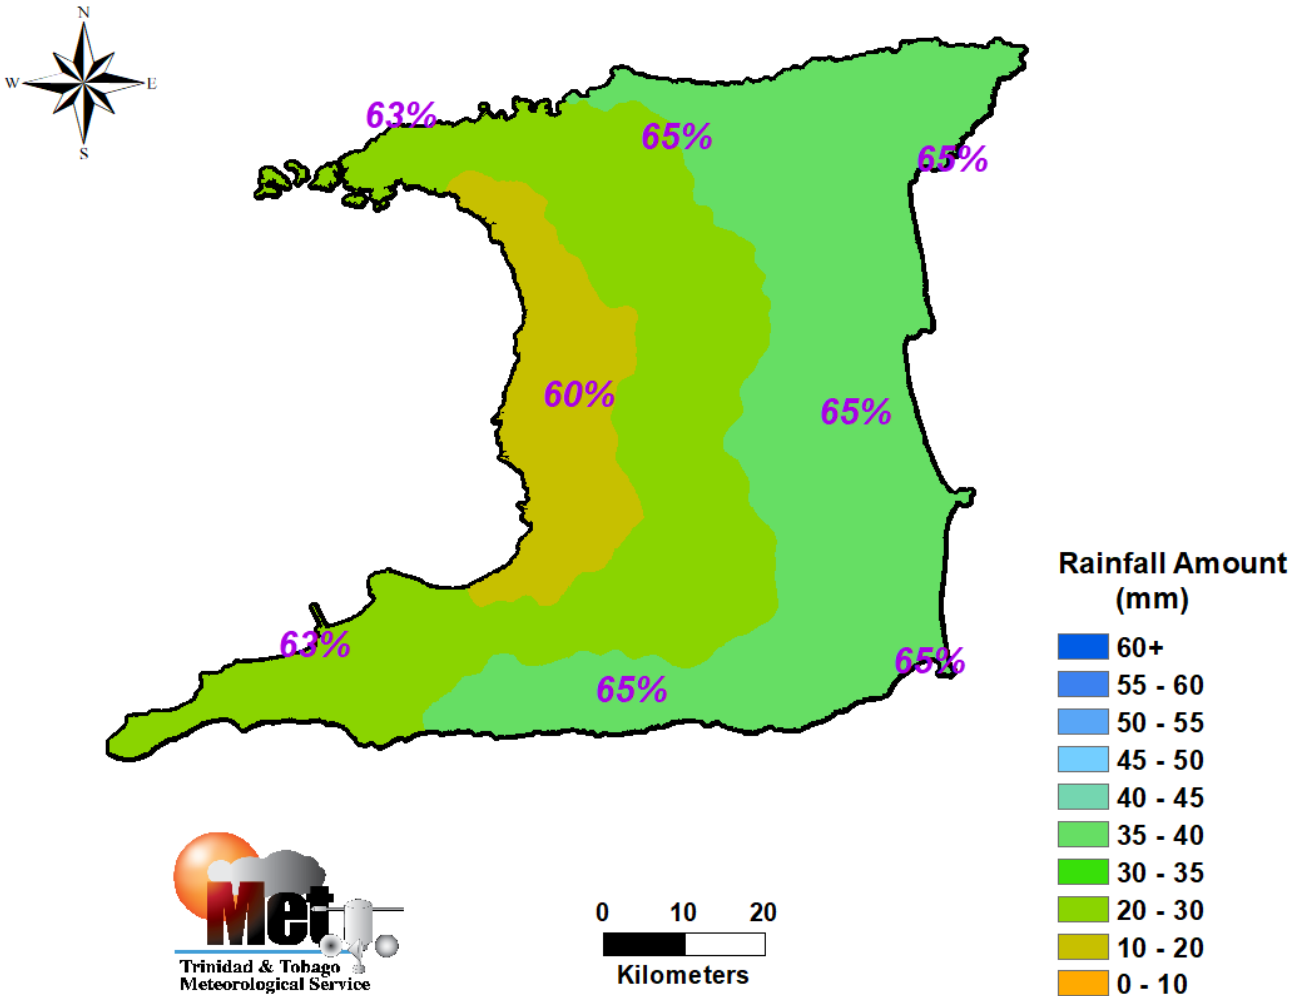 N
W E
S
63%
65%
65%
60%
65%
63%
65%
65%
Rainfall Amount
(mm)
60+
55 - 60
50 - 55
45 - 50
40 - 45
35 - 40
30 - 35
20 - 30
10 - 20
0 - 10
Met
Trinidad & Tobago
Meteorological Service
0 10 20
Kilometers